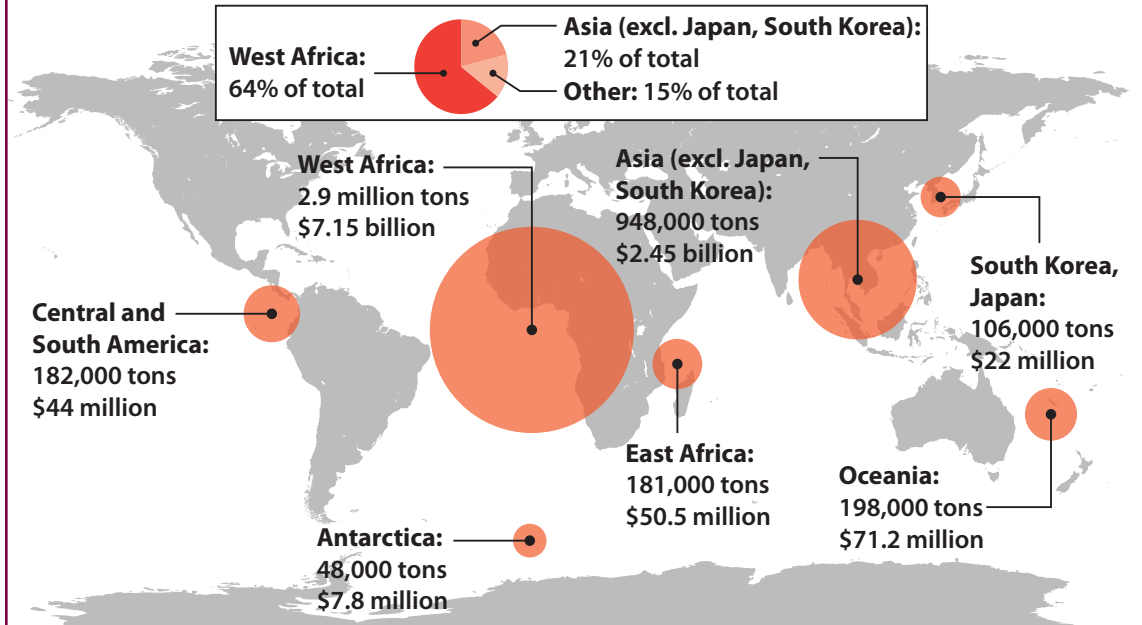 West Africa:
64% of total
Asia (excl. Japan, South Korea):
21% of total
Other: 15% of total
West Africa:
2.9 million tons
$7.15 billion
Asia (excl. Japan,
South Korea):
948,000 tons
$2.45 billion
South Korea,
Japan:
106,000 tons
$22 million
Central and
South America:
182,000 tons
$44 million
East Africa:
181,000 tons
$50.5 million
Oceania:
198,000 tons
$71.2 million
Antarctica:
48,000 tons
$7.8 million